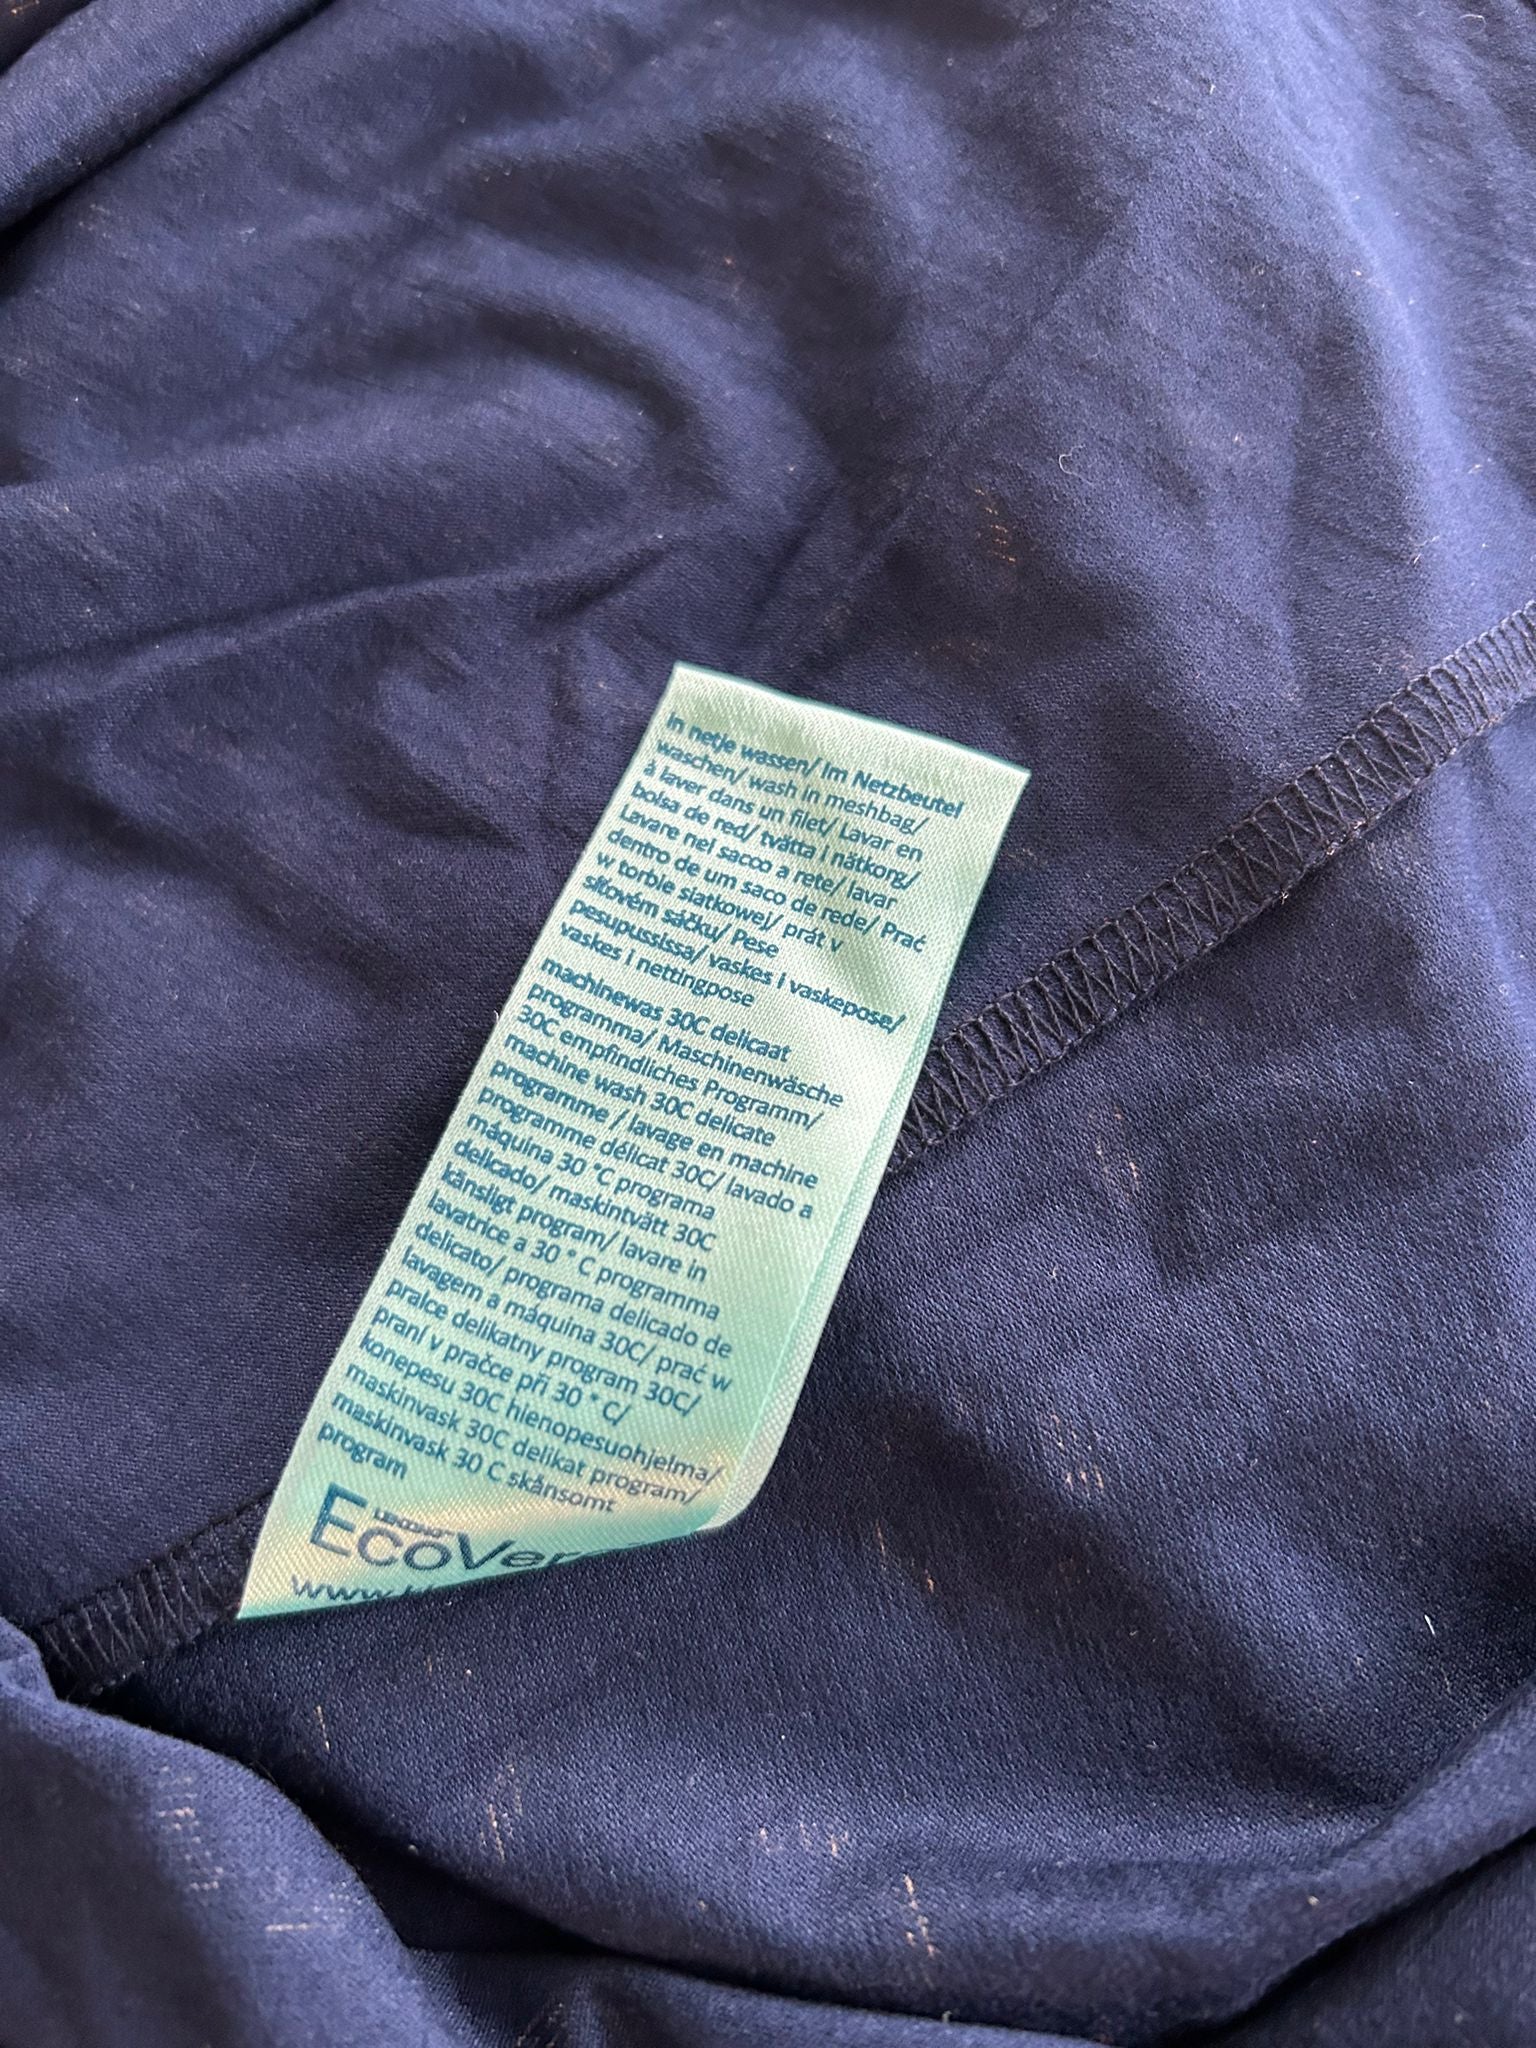 in netje wassen/ Im Netzbeutel
waschen/ wash in meshbag/
à laver dans un filet/ Lavar en
bolsa de red/ tvätta i nätkorg/
Lavare nel sacco a rete/ lavar
dentro de um saco de rede/ Prać
w torbie siatkowej/ prát v
síťovém sáčku/ Pese
pesupussissa/ vaskes i vaskepose/
vaskes i nettingpose
machinewas 30C delicaat
programma/ Maschinenwäsche
30C empfindliches Programm/
machine wash 30C delicate
programme / lavage en machine
programme délicat 30C/ lavado a
máquina 30 °C programa
delicado/ maskintvätt 30C
känsligt program/ lavare in
lavatrice a 30 ° C programma
delicato/ programa delicado de
lavagem a máquina 30C/ prać w
pralce delikatny program 30C/
praní v pračce při 30 ° C/
konepesu 30C hienopesuohjelma/
maskinvask 30C delikat program/
maskinvask 30 C skånsomt
program
www.